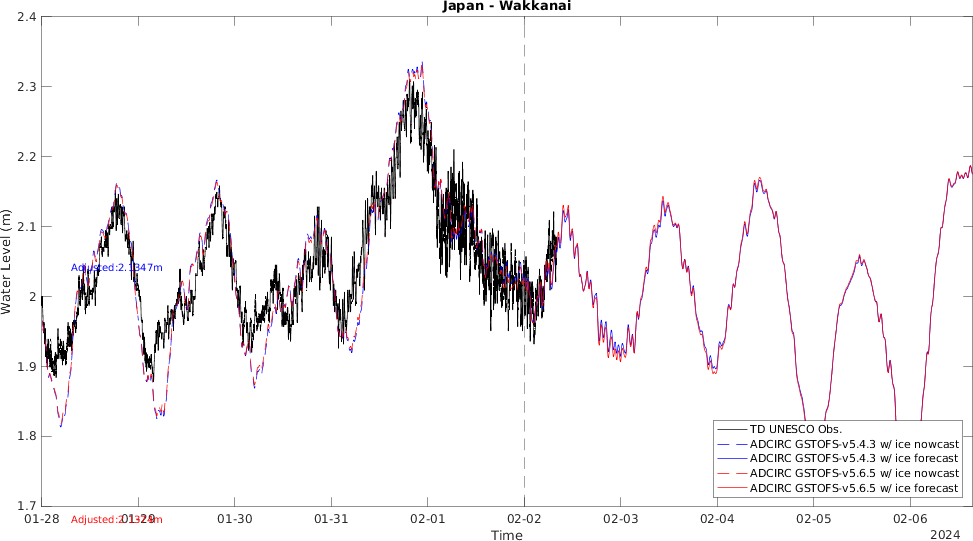 Japan - Wakkanai
2.4
2.3
2.2
2.1
2
1.9
1.8
1.7
Water Level (m)
Adjusted:2.1347m
TD UNESCO Obs.
ADCIRC GSTOFS-v5.4.3 w/ ice nowcast
ADCIRC GSTOFS-v5.4.3 w/ ice forecast
ADCIRC GSTOFS-v5.6.5 w/ ice nowcast
ADCIRC GSTOFS-v5.6.5 w/ ice forecast
01-28 01-29 01-30 01-31 02-01 02-02 02-03 02-04 02-05 02-06
Time
2024